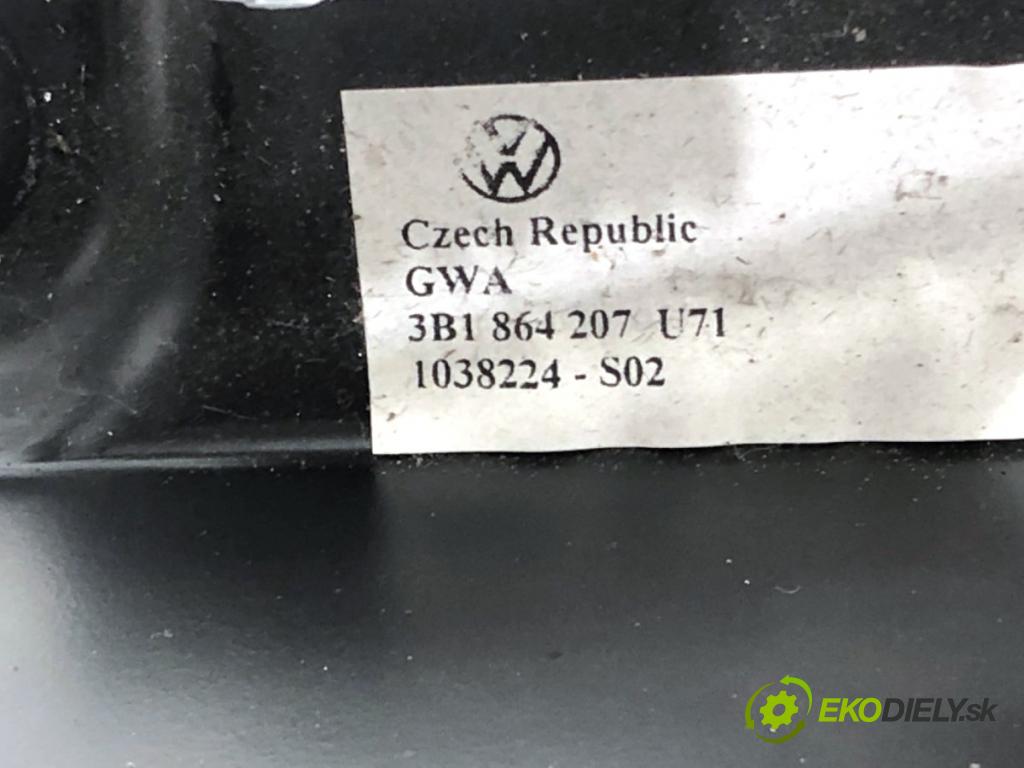 Czech Republic
GWA
3B1 864 207 U71
1038224 - S02
EKODIELY.sk